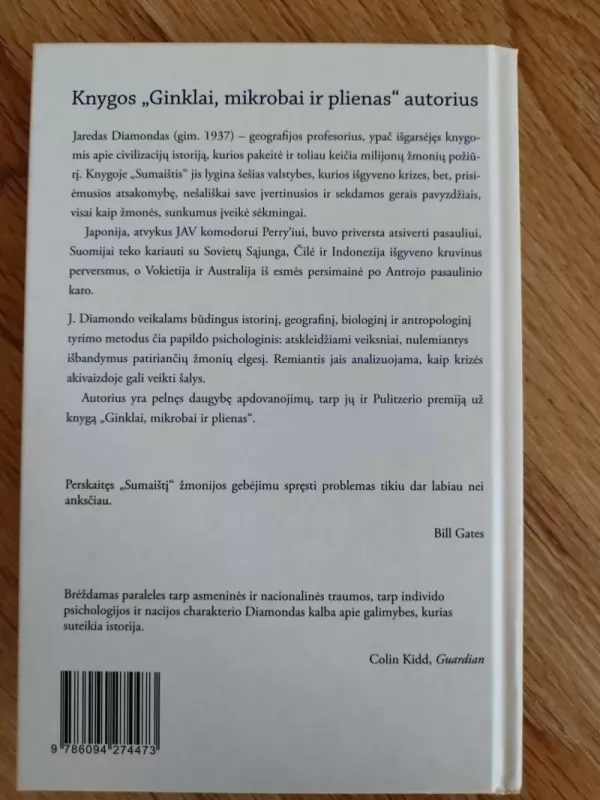 Knygos „Ginklai, mikrobai ir plienas“ autorius
Jaredas Diamondas (gim. 1937) – geografijos profesorius, ypač išgarsėjęs knygo-
mis apie civilizacijų istoriją, kurios pakeitė ir toliau keičia milijonų žmonių požiū-
rį. Knygoje „Sumaištis“ jis lygina šešias valstybes, kurios išgyveno krizes, bet, prisi-
ėmusios atsakomybę, nešališkai save įvertinusios ir sekdamos gerais pavyzdžiais,
visai kaip žmonės, sunkumus įveikė sėkmingai.
Japonija, atvykus JAV komodorui Perry’iui, buvo priversta atsiverti pasauliui,
Suomijai teko kariauti su Sovietų Sąjunga, Čilė ir Indonezija išgyveno kruvinus
perversmus, o Vokietija ir Australija iš esmės persimainė po Antrojo pasaulinio
karo.
J. Diamondo veikalams būdingus istorinį, geografinį, biologinį ir antropologinį
tyrimo metodus čia papildo psichologinis: atskleidžiami veiksniai, nulemiantys
išbandymus patiriančių žmonių elgesį. Remiantis jais analizuojama, kaip krizės
akivaizdoje gali veikti šalys.
Autorius yra pelnęs daugybę apdovanojimų, tarp jų ir Pulitzerio premiją už
knygą „Ginklai, mikrobai ir plienas“.
Perskaitęs „Sumaištį“ žmonijos gebėjimu spręsti problemas tikiu dar labiau nei
anksčiau.
Bill Gates
Brėždamas paraleles tarp asmeninės ir nacionalinės traumos, tarp individo
psichologijos ir nacijos charakterio Diamondas kalba apie galimybes, kurias
suteikia istorija.
Colin Kidd, Guardian
9 786094 274473